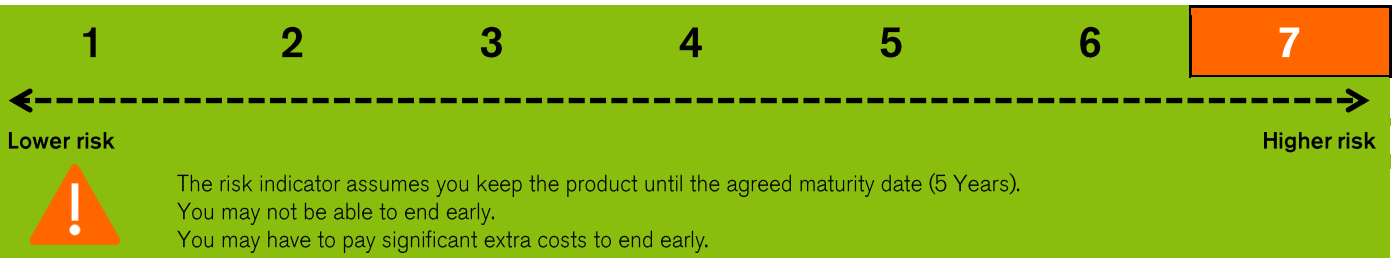 1 2 3 4 5 6 7
Lower risk Higher risk
The risk indicator assumes you keep the product until the agreed maturity date (5 Years).
You may not be able to end early.
You may have to pay significant extra costs to end early.